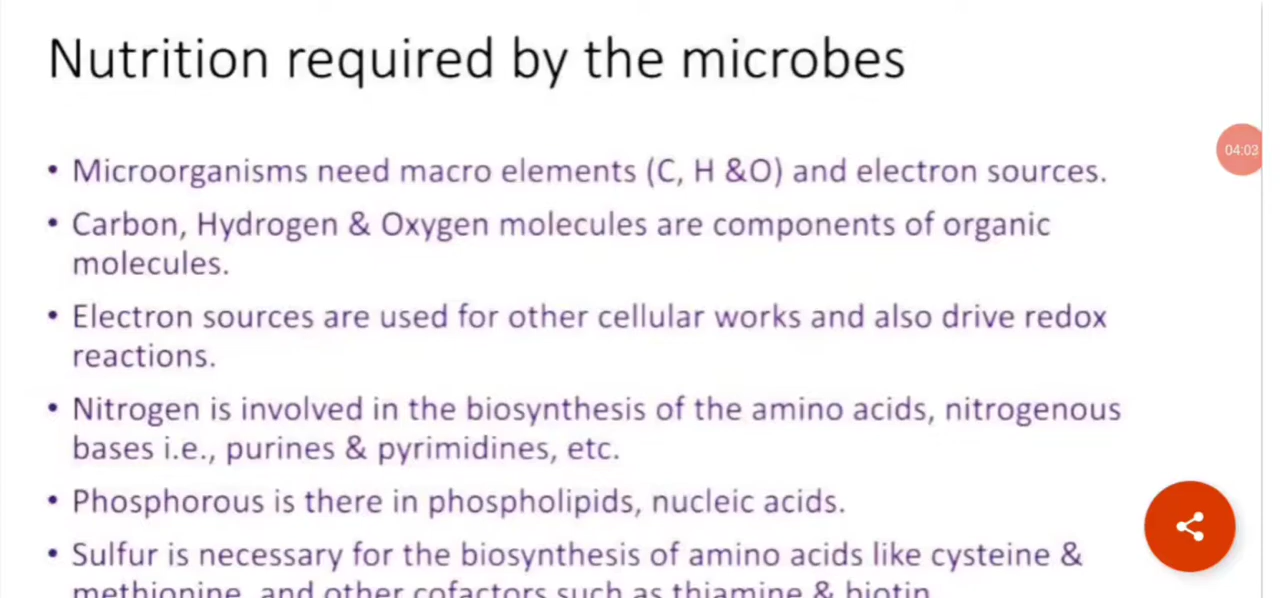 Nutrition required by the microbes
• Microorganisms need macro elements (C, H &O) and electron sources.
04:03
• Carbon, Hydrogen & Oxygen molecules are components of organic
molecules.
• Electron sources are used for other cellular works and also drive redox
reactions.
• Nitrogen is involved in the biosynthesis of the amino acids, nitrogenous
bases i.e., purines & pyrimidines, etc.
• Phosphorous is there in phospholipids, nucleic acids.
• Sulfur is necessary for the biosynthesis of amino acids like cysteine &
methionine, and other cofactors such as thiamine & biotin